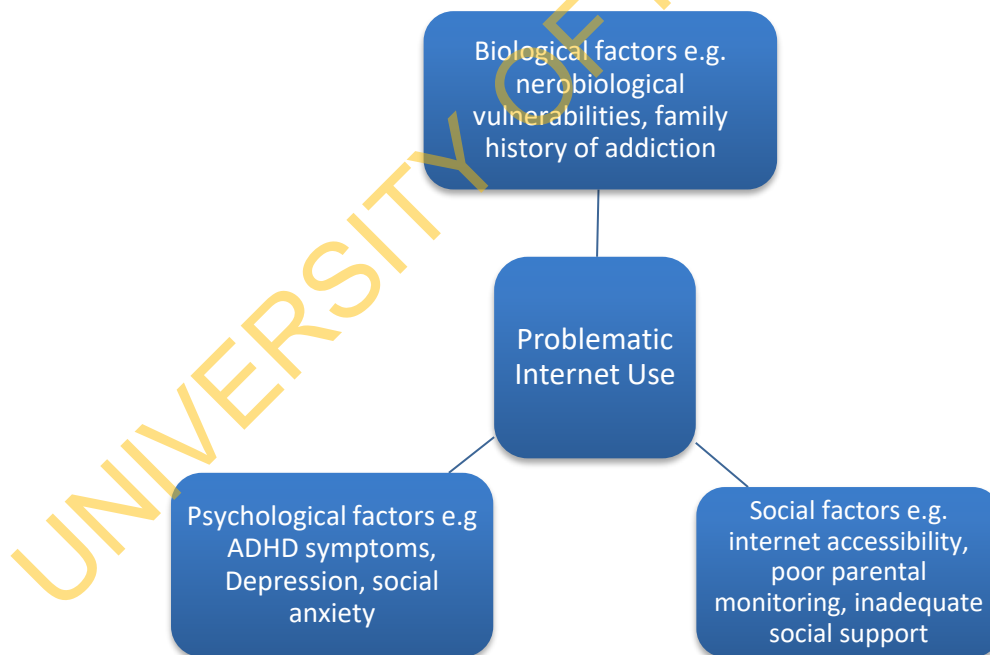 Biological factors e.g.
nerobiological
vulnerabilities, family
history of addiction
Problematic
Internet Use
Psychological factors e.g
ADHD symptoms,
Depression, social
anxiety
Social factors e.g.
internet accessibility,
poor parental
monitoring, inadequate
social support
UNIVERSITY OF